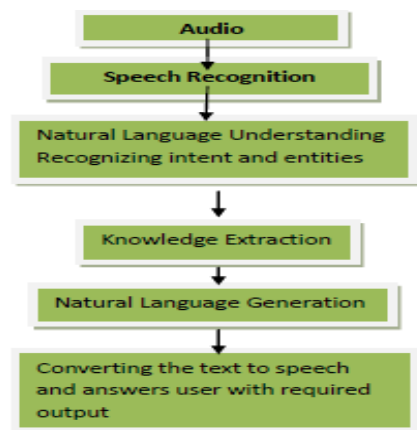 Audio
Speech Recognition
Natural Language Understanding
Recognizing intent and entities
Knowledge Extraction
Natural Language Generation
Converting the text to speech
and answers user with required
output